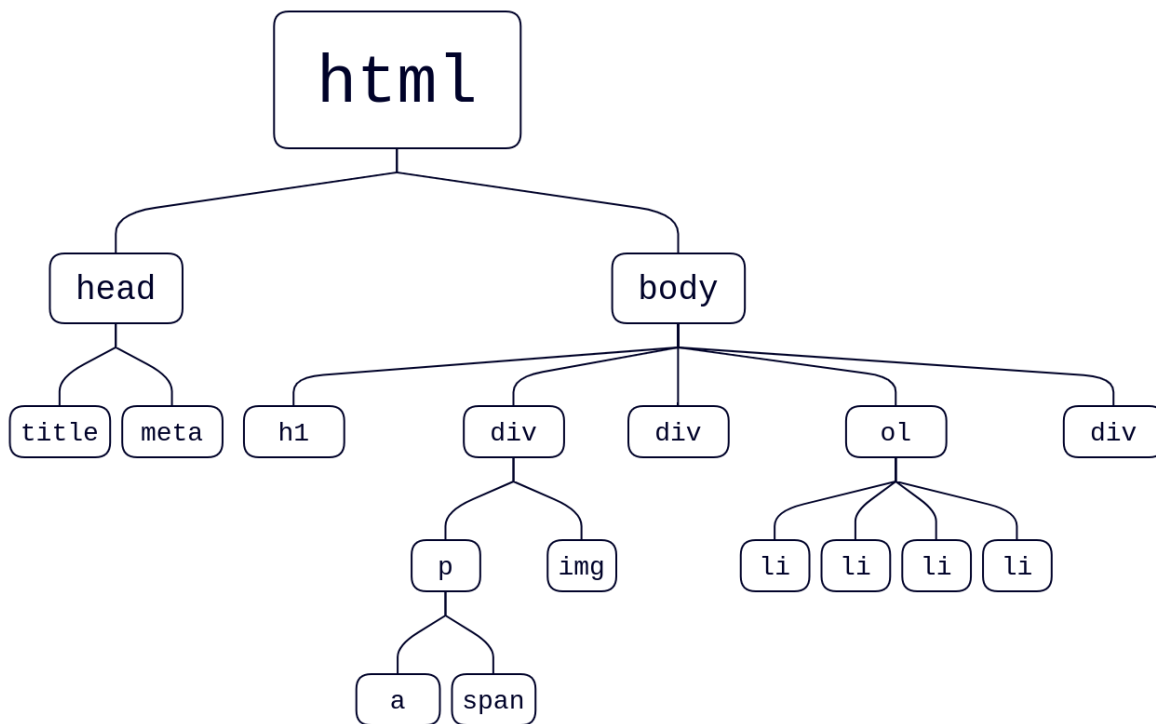 html
head
body
title
meta
h1
div
div
ol
div
p
img
li
li
li
li
a
span